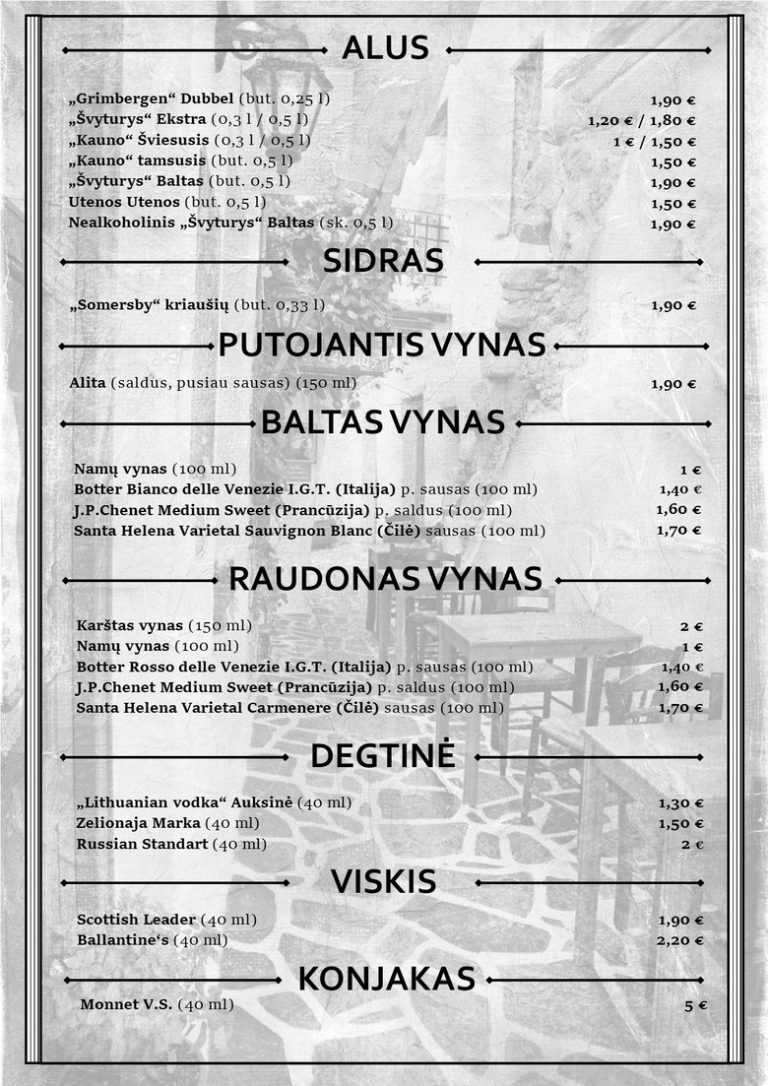 ALUS
„Grimbergen“ Dubbel (but. 0,25 l) 1,90 €
„Švyturys“ Ekstra (0,3 l / 0,5 l) 1,20 € / 1,80 €
„Kauno“ Šviesusis (0,3 l / 0,5 l) 1 € / 1,50 €
„Kauno“ tamsusis (but. 0,5 l) 1,50 €
„Švyturys“ Baltas (but. 0,5 l) 1,90 €
Utenos Utenos (but. 0,5 l) 1,50 €
Nealkoholinis „Švyturys“ Baltas (sk. 0,5 l) 1,90 €
SIDRAS
„Somersby“ kriaušių (but. 0,33 l) 1,90 €
PUTOJANTIS VYNAS
Alita (saldus, pusiau sausas) (150 ml) 1,90 €
BALTAS VYNAS
Namų vynas (100 ml) 1 €
Botter Bianco delle Venezie I.G.T. (Italija) p. sausas (100 ml) 1,40 €
J.P.Chenet Medium Sweet (Prancūzija) p. saldus (100 ml) 1,60 €
Santa Helena Varietal Sauvignon Blanc (Čilė) sausas (100 ml) 1,70 €
RAUDONAS VYNAS
Karštas vynas (150 ml) 2 €
Namų vynas (100 ml) 1 €
Botter Rosso delle Venezie I.G.T. (Italija) p. sausas (100 ml) 1,40 €
J.P.Chenet Medium Sweet (Prancūzija) p. saldus (100 ml) 1,60 €
Santa Helena Varietal Carmenere (Čilė) sausas (100 ml) 1,70 €
DEGTINĖ
„Lithuanian vodka“ Auksinė (40 ml) 1,30 €
Zelionaja Marka (40 ml) 1,50 €
Russian Standart (40 ml) 2 €
VISKIS
Scottish Leader (40 ml) 1,90 €
Ballantine‘s (40 ml) 2,20 €
KONJAKAS
Monnet V.S. (40 ml) 5 €